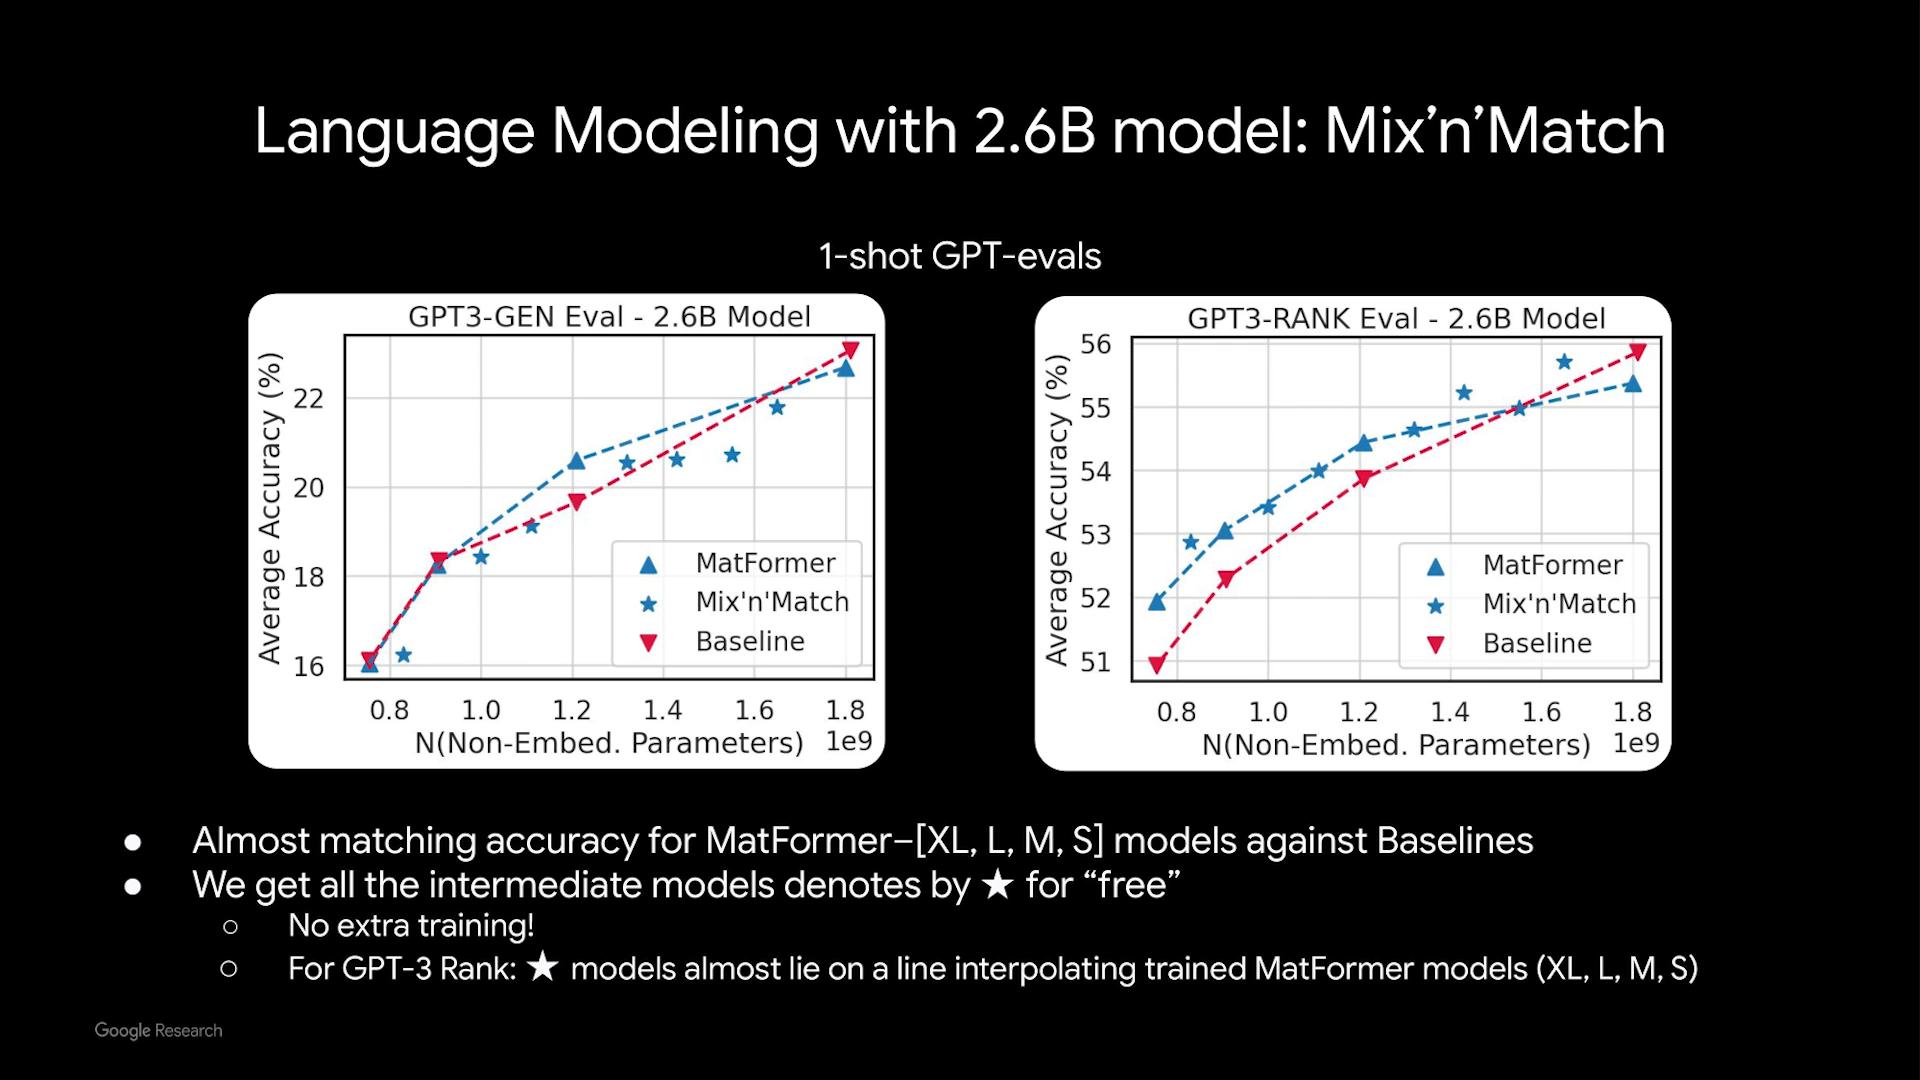 Language Modeling with 2.6B model: Mix’n’Match
1-shot GPT-evals
GPT3-GEN Eval - 2.6B Model
Average Accuracy (%)
22
20
18
16
MatFormer
Mix'n'Match
Baseline
0.8 1.0 1.2 1.4 1.6 1.8
N(Non-Embed. Parameters) 1e9
GPT3-RANK Eval - 2.6B Model
Average Accuracy (%)
56
55
54
53
52
51
MatFormer
Mix'n'Match
Baseline
0.8 1.0 1.2 1.4 1.6 1.8
N(Non-Embed. Parameters) 1e9
● Almost matching accuracy for MatFormer–[XL, L, M, S] models against Baselines
● We get all the intermediate models denotes by ★ for “free”
○ No extra training!
○ For GPT-3 Rank: ★ models almost lie on a line interpolating trained MatFormer models (XL, L, M, S)
Google Research